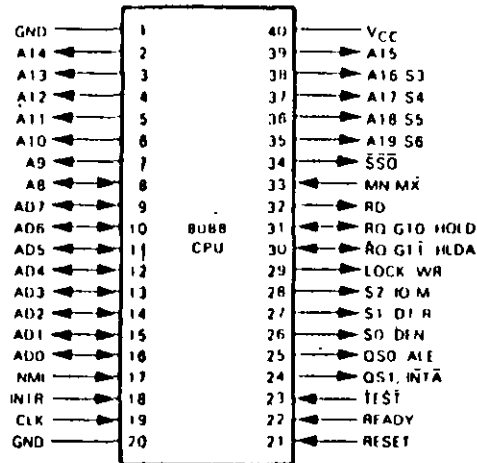 GND 1 40 VCC
A14 2 39 A15
A13 3 38 A16 S3
A12 4 37 A17 S4
A11 5 36 A18 S5
A10 6 35 A19 S6
A9 7 34 S̅S̅O̅
A8 8 33 MN MX̅
AD7 9 32 RD
AD6 10 8088 31 RQ GT0 HOLD
AD5 11 CPU 30 RQ GT1 HLDA
AD4 12 29 LOCK WR
AD3 13 28 S2 IO M
AD2 14 27 S1 DT R
AD1 15 26 S0 DEN
AD0 16 25 QS0 ALE
NMI 17 24 QS1, INTA
INTR 18 23 TEST
CLK 19 22 READY
GND 20 21 RESET